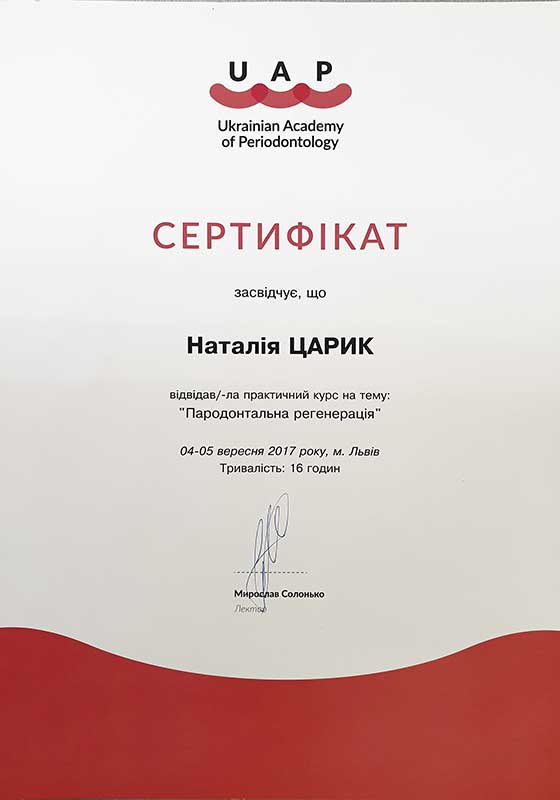 UAP
Ukrainian Academy
of Periodontology
СЕРТИФІКАТ
засвідчує, що
Наталія ЦАРИК
відвідав/-ла практичний курс на тему:
"Пародонтальна регенерація"
04-05 вересня 2017 року, м. Львів
Тривалість: 16 годин
Мирослав Солонько
Лектор